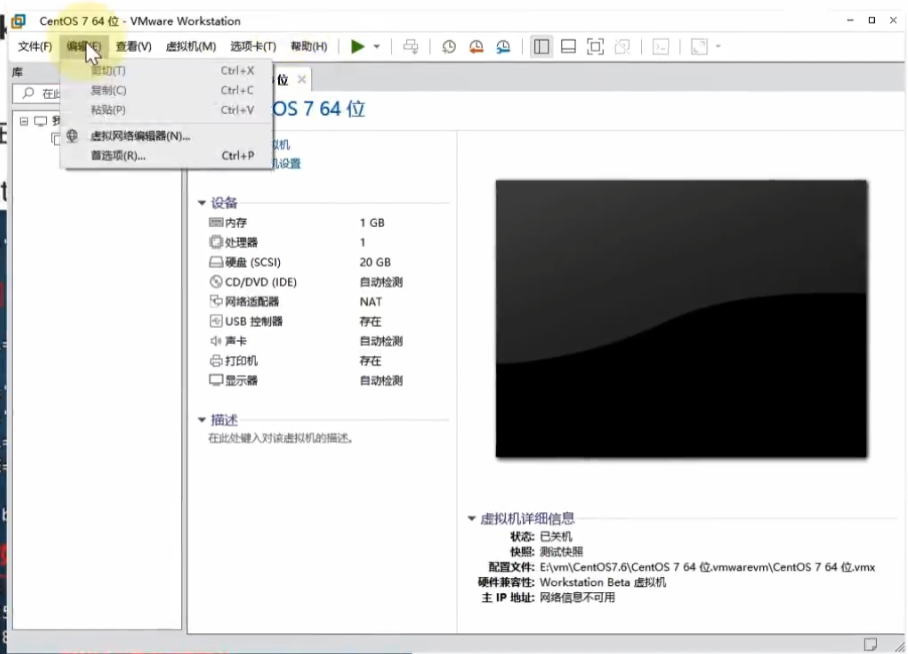 CentOS 7 64 位 - VMware Workstation
文件(F) 编辑(E) 查看(V) 虚拟机(M) 选项卡(T) 帮助(H)
库
剪切(T) Ctrl+X
位
在此
复制(C) Ctrl+C
粘贴(P) Ctrl+V
OS 7 64 位
虚拟网络编辑器(N)...
首选项(R)... Ctrl+P
拟机
机设置
设备
内存 1 GB
处理器 1
硬盘 (SCSI) 20 GB
CD/DVD (IDE) 自动检测
网络适配器 NAT
USB 控制器 存在
声卡 自动检测
打印机 存在
显示器 自动检测
描述
在此处键入对该虚拟机的描述。
虚拟机详细信息
状态: 已关机
快照: 测试快照
配置文件: E:\vm\CentOS7.6\CentOS 7 64 位.vmwarevm\CentOS 7 64 位.vmx
硬件兼容性: Workstation Beta 虚拟机
主 IP 地址: 网络信息不可用